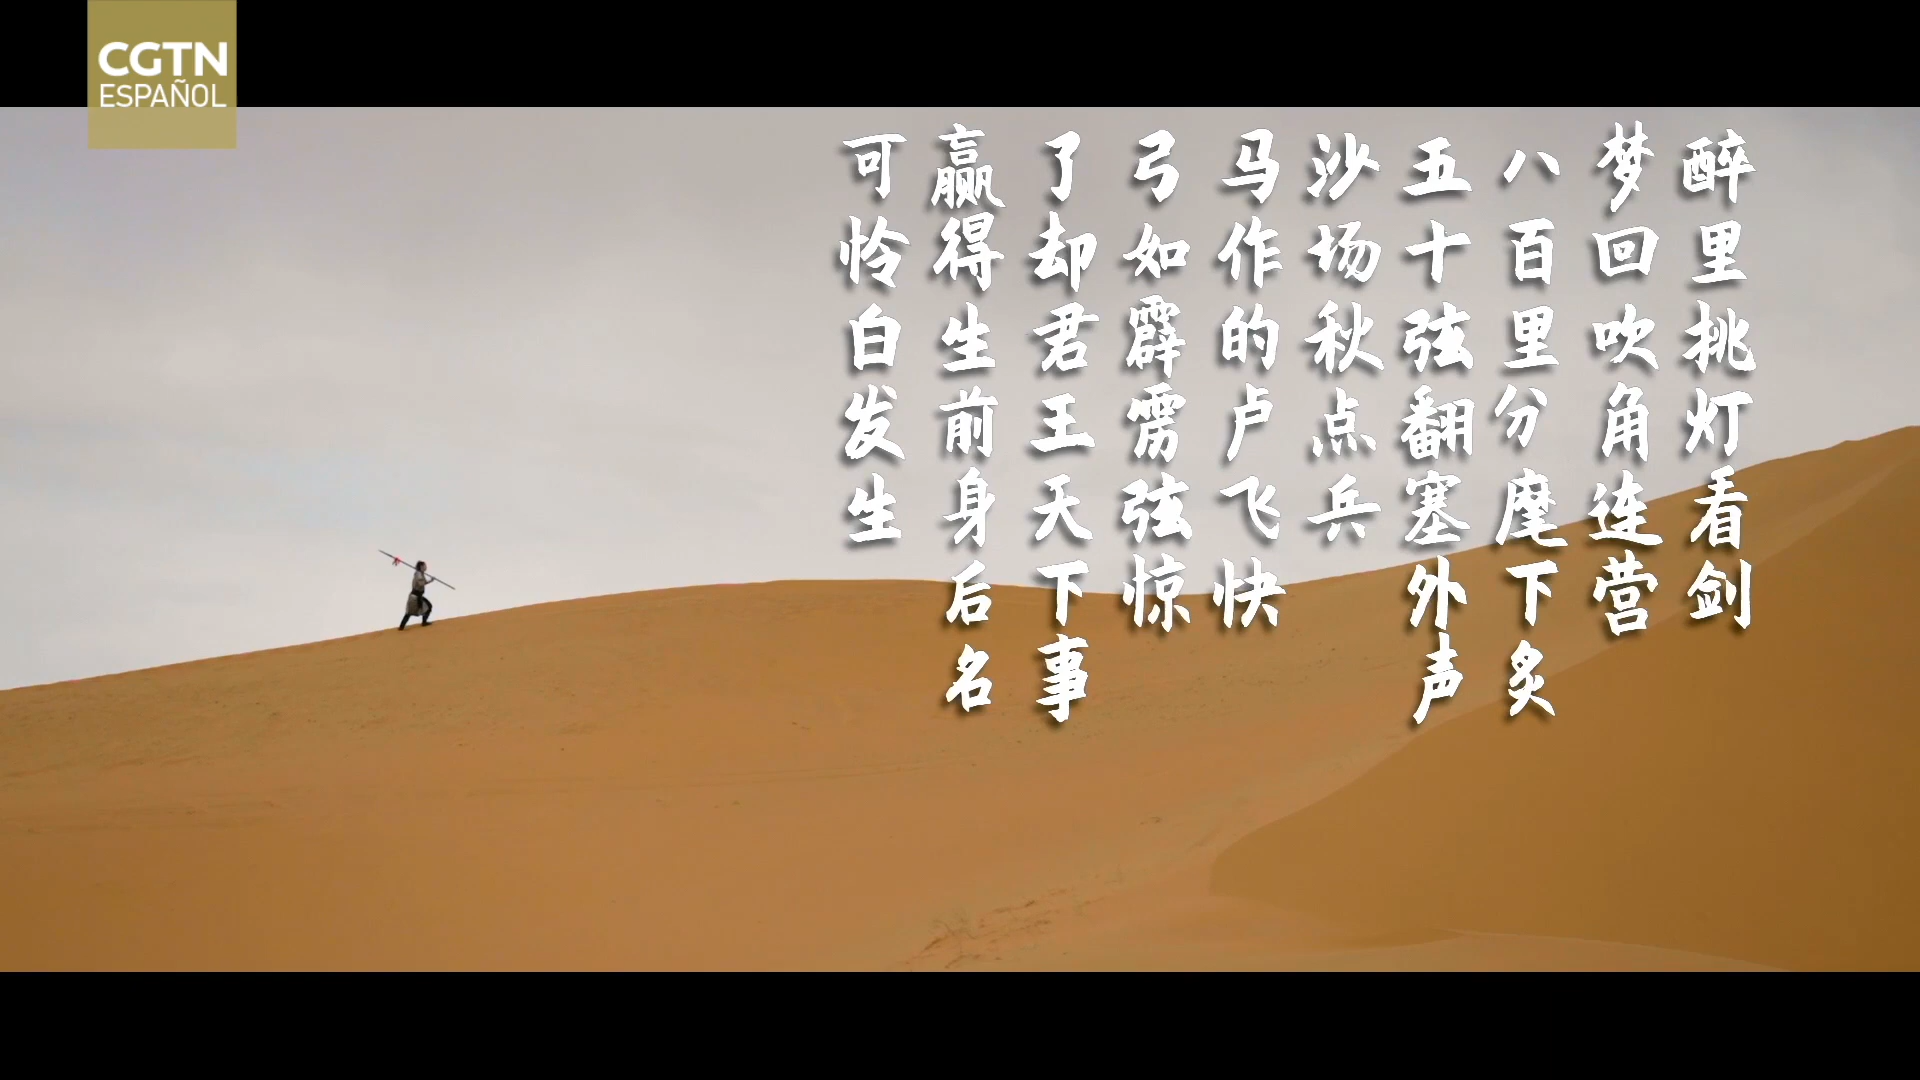 CGTN
ESPAÑOL
醉里挑灯看剑
梦回吹角连营
八百里分麾下炙
五十弦翻塞外声
沙场秋点兵
马作的卢飞快
弓如霹雳弦惊
了却君王天下事
赢得生前身后名
可怜白发生